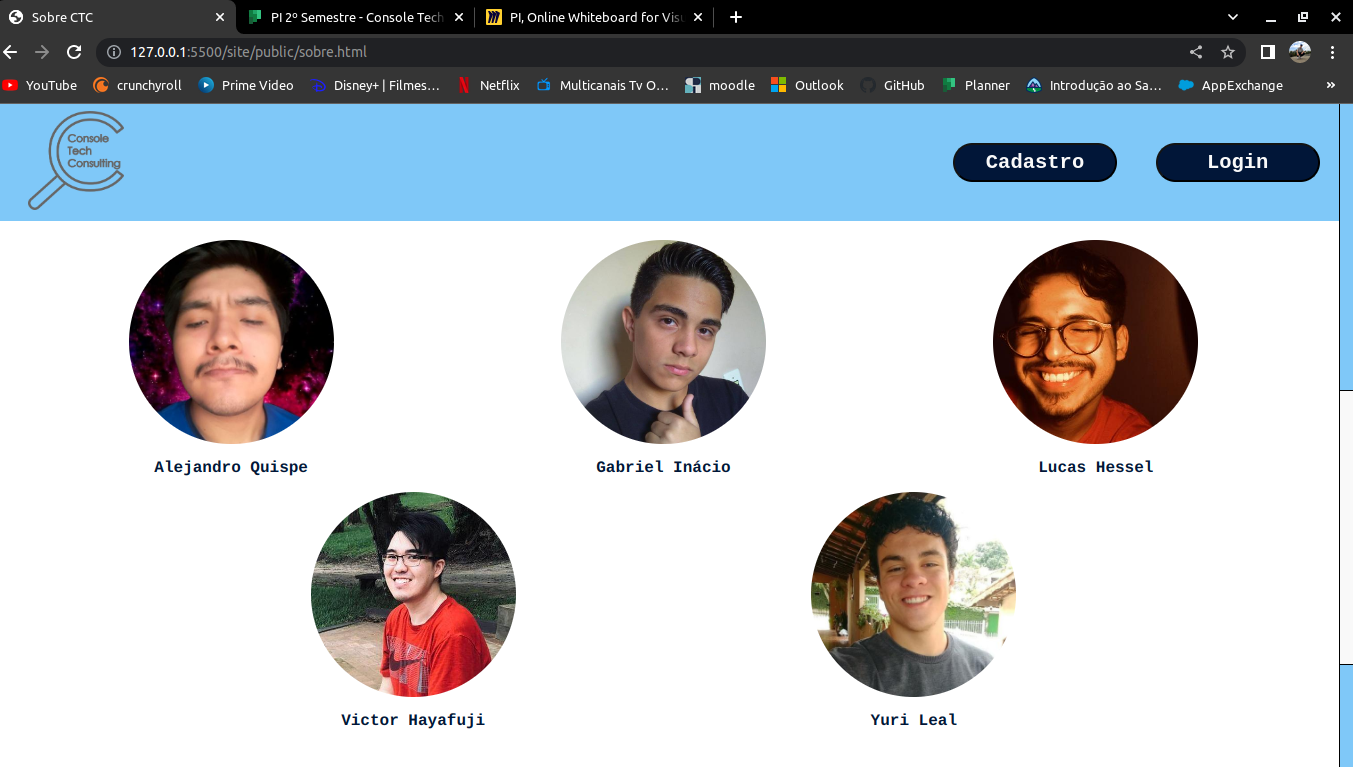 Sobre CTC
PI 2º Semestre - Console Tech
PI, Online Whiteboard for Visu
127.0.0.1:5500/site/public/sobre.html
YouTube
crunchyroll
Prime Video
Disney+ | Filmes...
Netflix
Multicanais Tv O...
moodle
Outlook
GitHub
Planner
Introdução ao Sa...
AppExchange
»
Console
Tech
Consulting
Cadastro
Login
Alejandro Quispe
Gabriel Inácio
Lucas Hessel
Victor Hayafuji
Yuri Leal